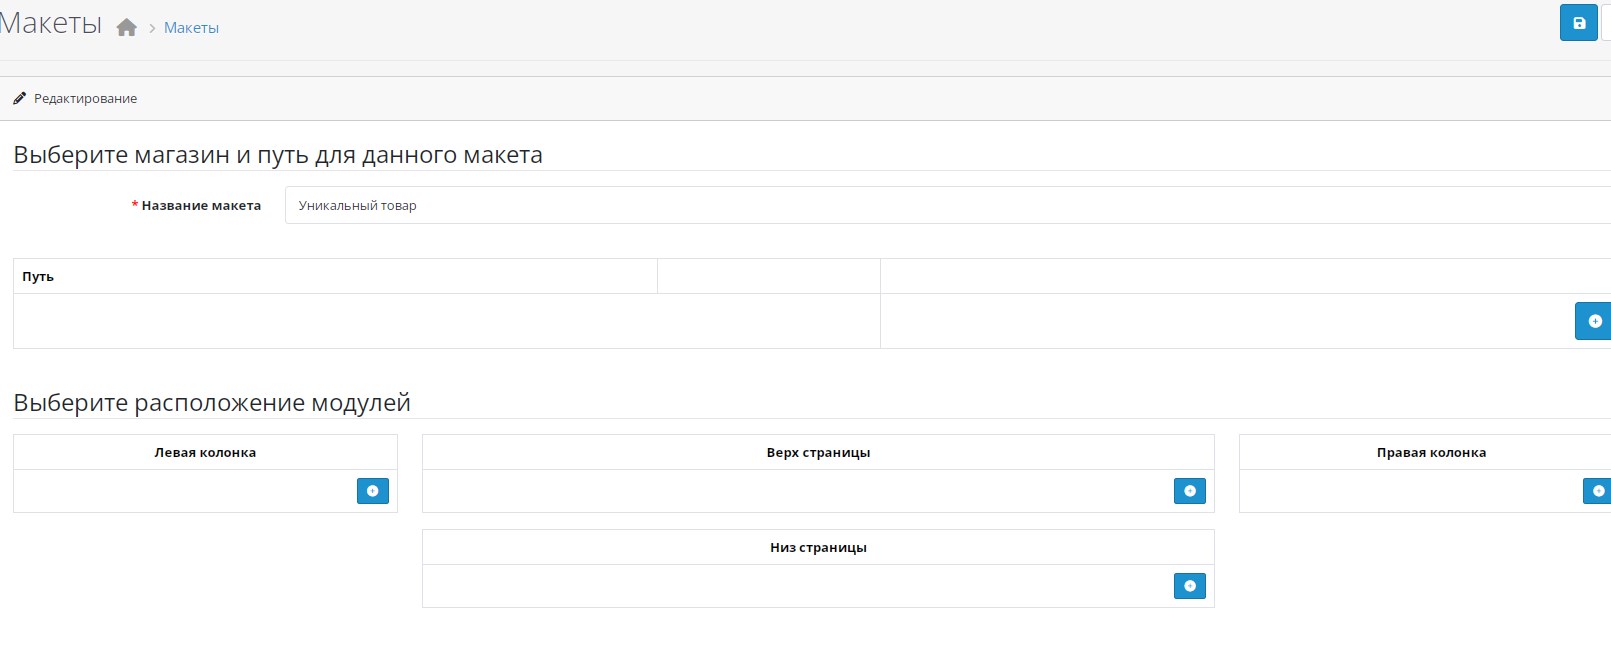 Макеты > Макеты
Редактирование
Выберите магазин и путь для данного макета
* Название макета Уникальный товар
Путь
Выберите расположение модулей
Левая колонка Верх страницы Правая колонка
Низ страницы